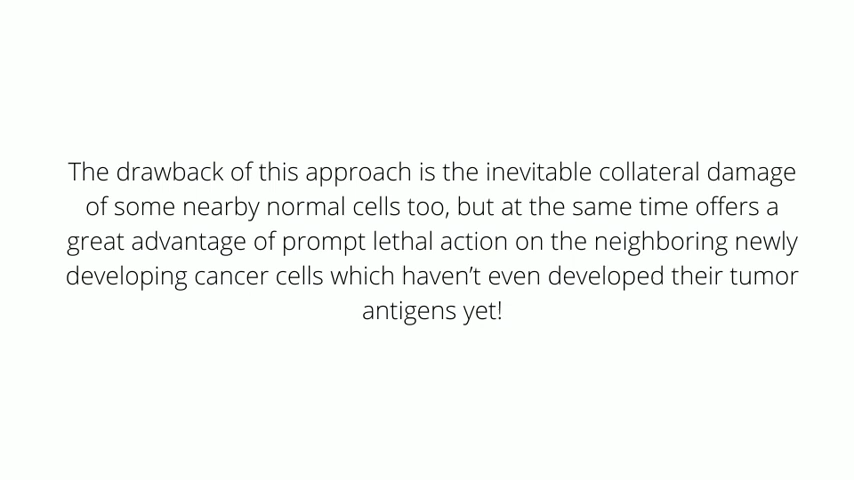 The drawback of this approach is the inevitable collateral damage
of some nearby normal cells too, but at the same time offers a
great advantage of prompt lethal action on the neighboring newly
developing cancer cells which haven’t even developed their tumor
antigens yet!